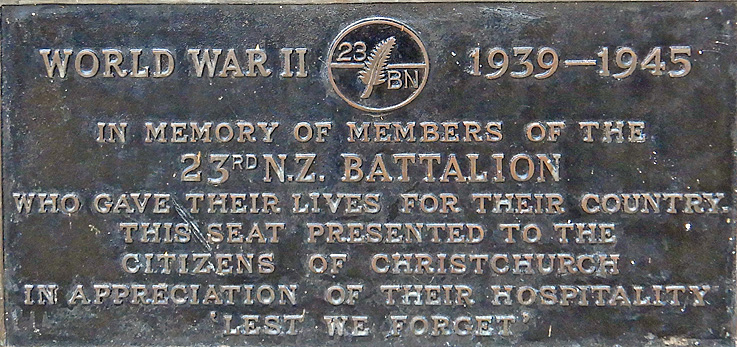 WORLD WAR II 23 BN 1939—1945
IN MEMORY OF MEMBERS OF THE
23RD N.Z. BATTALION
WHO GAVE THEIR LIVES FOR THEIR COUNTRY.
THIS SEAT PRESENTED TO THE
CITIZENS OF CHRISTCHURCH
IN APPRECIATION OF THEIR HOSPITALITY
'LEST WE FORGET'